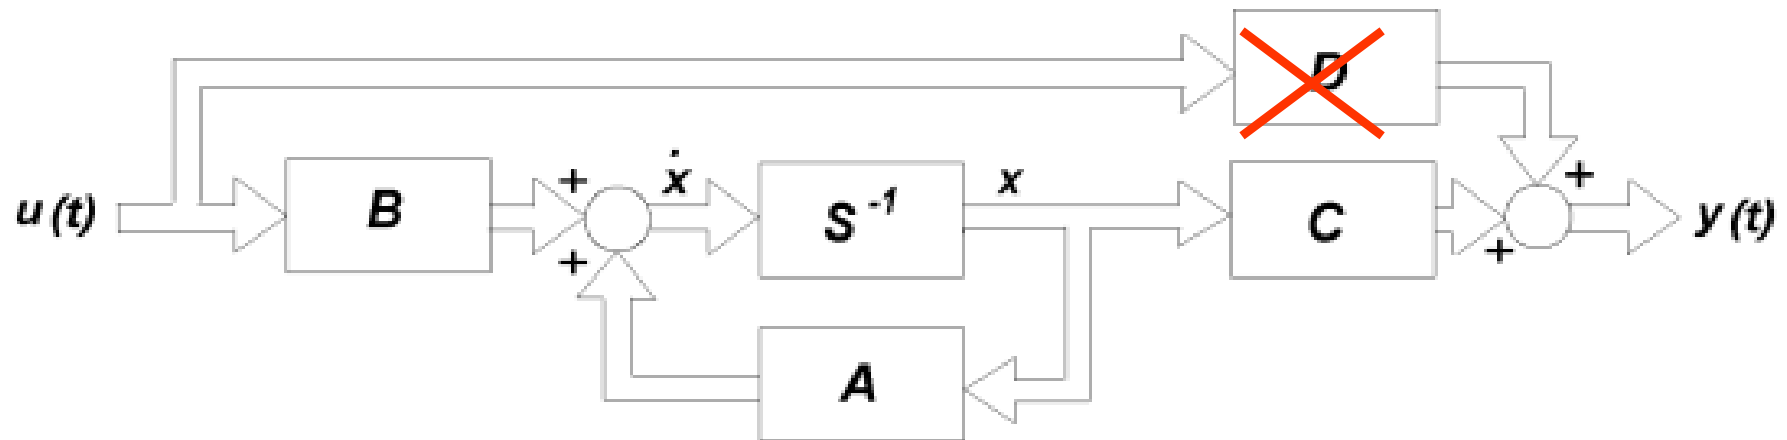 D
u (t)
B
+
+
ẋ
S⁻¹
x
C
+
+
y (t)
A